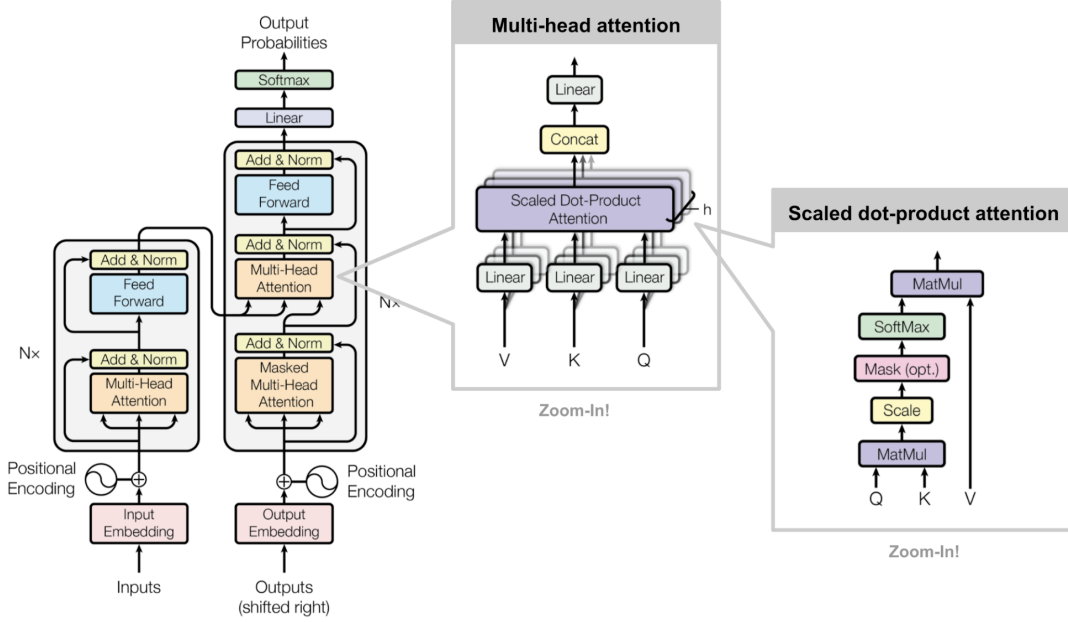 Output
Probabilities
Softmax
Linear
Add & Norm
Feed
Forward
Add & Norm
Multi-Head
Attention
Nx
Add & Norm
Masked
Multi-Head
Attention
Positional
Encoding
Output
Embedding
Outputs
(shifted right)
Add & Norm
Feed
Forward
Nx
Add & Norm
Multi-Head
Attention
Positional
Encoding
Input
Embedding
Inputs
Multi-head attention
Linear
Concat
Scaled Dot-Product
Attention
h
Linear Linear Linear
V K Q
Zoom-In!
Scaled dot-product attention
MatMul
SoftMax
Mask (opt.)
Scale
MatMul
Q K V
Zoom-In!